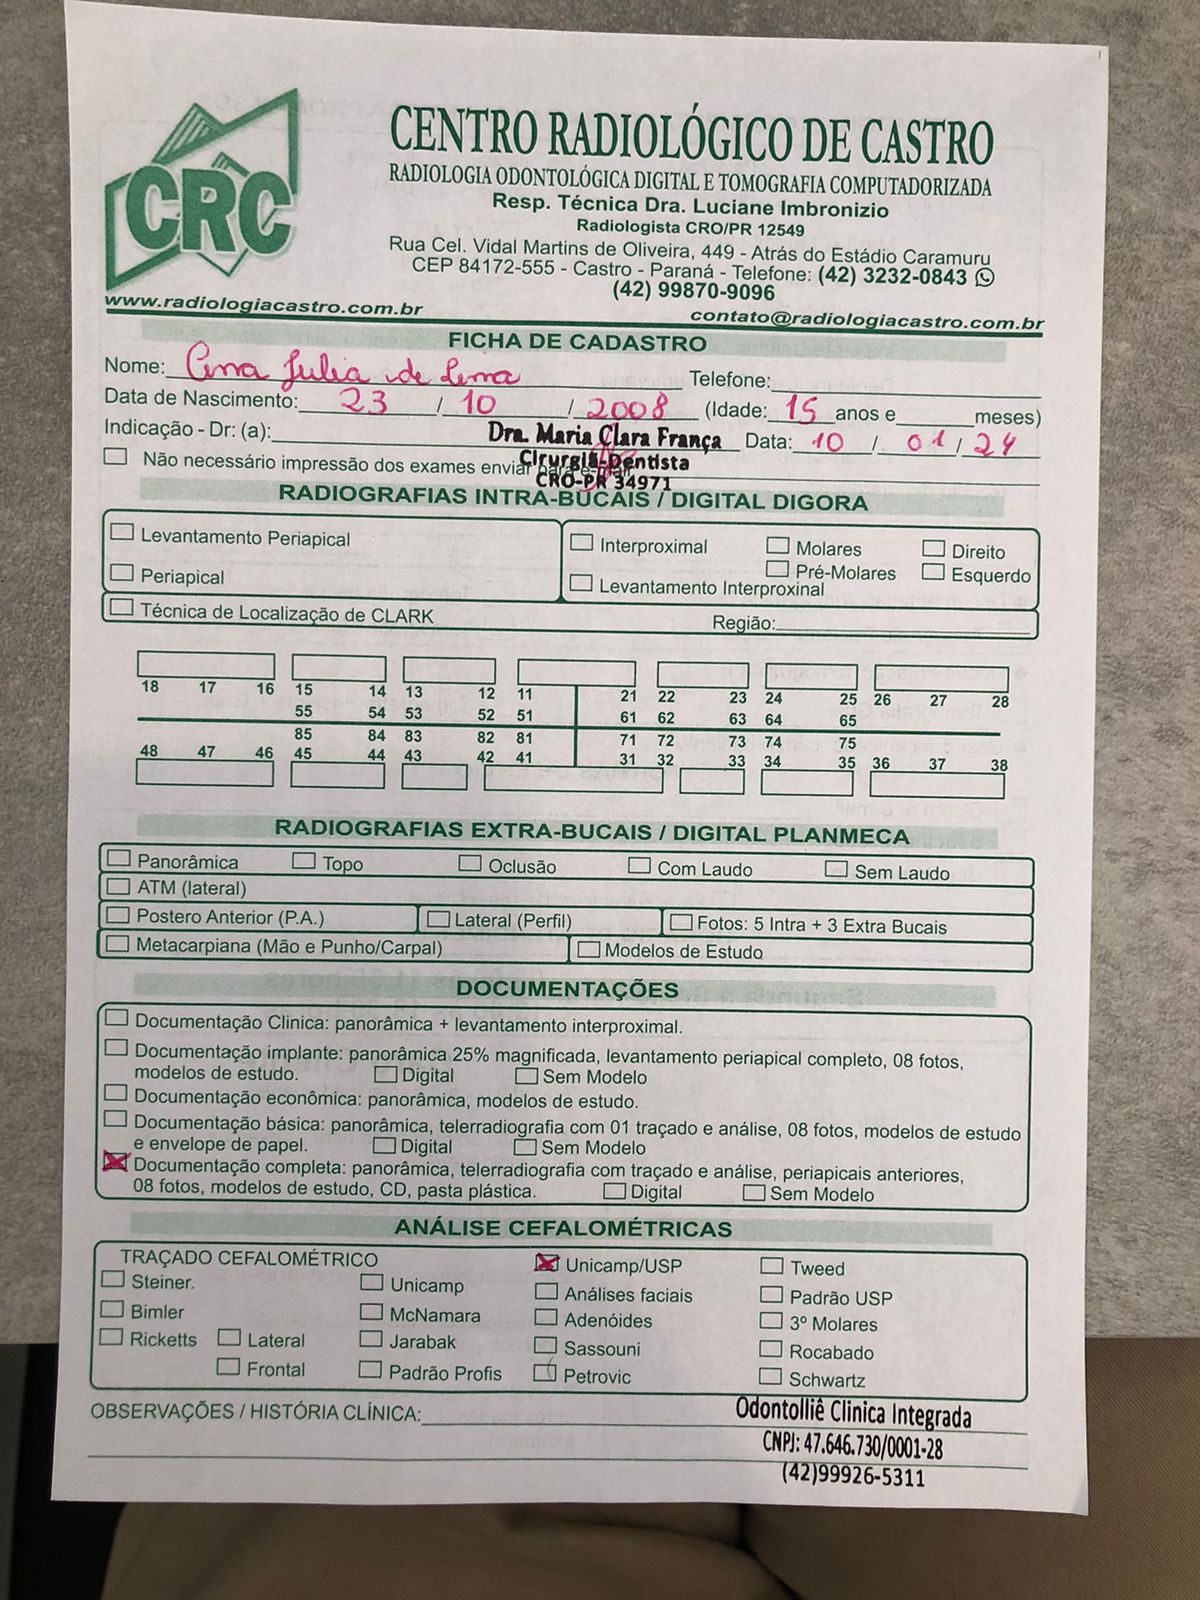 CRC
CENTRO RADIOLÓGICO DE CASTRO
RADIOLOGIA ODONTOLÓGICA DIGITAL E TOMOGRAFIA COMPUTADORIZADA
Resp. Técnica Dra. Luciane Imbronizio
Radiologista CRO/PR 12549
Rua Cel. Vidal Martins de Oliveira, 449 - Atrás do Estádio Caramuru
CEP 84172-555 - Castro - Paraná - Telefone: (42) 3232-0843
(42) 99870-9096
www.radiologiacastro.com.br contato@radiologiacastro.com.br
FICHA DE CADASTRO
Nome: Ana Julia de Lima Telefone:
Data de Nascimento: 23 / 10 / 2008 (Idade: 15 anos e meses)
Indicação - Dr: (a): Dra. Maria Clara França Data: 10 / 01 / 24
Cirurgiã-Dentista
Não necessário impressão dos exames enviar para e-mail
CRO-PR 34971
RADIOGRAFIAS INTRA-BUCAIS / DIGITAL DIGORA
Levantamento Periapical Interproximal Molares Direito
Periapical Levantamento Interproxinal Pré-Molares Esquerdo
Técnica de Localização de CLARK Região:
18 17 16 15 14 13 12 11 21 22 23 24 25 26 27 28
55 54 53 52 51 61 62 63 64 65
85 84 83 82 81 71 72 73 74 75
48 47 46 45 44 43 42 41 31 32 33 34 35 36 37 38
RADIOGRAFIAS EXTRA-BUCAIS / DIGITAL PLANMECA
Panorâmica Topo Oclusão Com Laudo Sem Laudo
ATM (lateral)
Postero Anterior (P.A.) Lateral (Perfil) Fotos: 5 Intra + 3 Extra Bucais
Metacarpiana (Mão e Punho/Carpal) Modelos de Estudo
DOCUMENTAÇÕES
Documentação Clinica: panorâmica + levantamento interproximal.
Documentação implante: panorâmica 25% magnificada, levantamento periapical completo, 08 fotos,
modelos de estudo. Digital Sem Modelo
Documentação econômica: panorâmica, modelos de estudo.
Documentação básica: panorâmica, telerradiografia com 01 traçado e análise, 08 fotos, modelos de estudo
e envelope de papel. Digital Sem Modelo
X Documentação completa: panorâmica, telerradiografia com traçado e análise, periapicais anteriores,
08 fotos, modelos de estudo, CD, pasta plástica. Digital Sem Modelo
ANÁLISE CEFALOMÉTRICAS
TRAÇADO CEFALOMÉTRICO X Unicamp/USP Tweed
Steiner. Unicamp Análises faciais Padrão USP
Bimler McNamara Adenóides 3º Molares
Ricketts Lateral Jarabak Sassouni Rocabado
Frontal Padrão Profis Petrovic Schwartz
OBSERVAÇÕES / HISTÓRIA CLÍNICA:
Odontolliê Clinica Integrada
CNPJ: 47.646.730/0001-28
(42)99926-5311